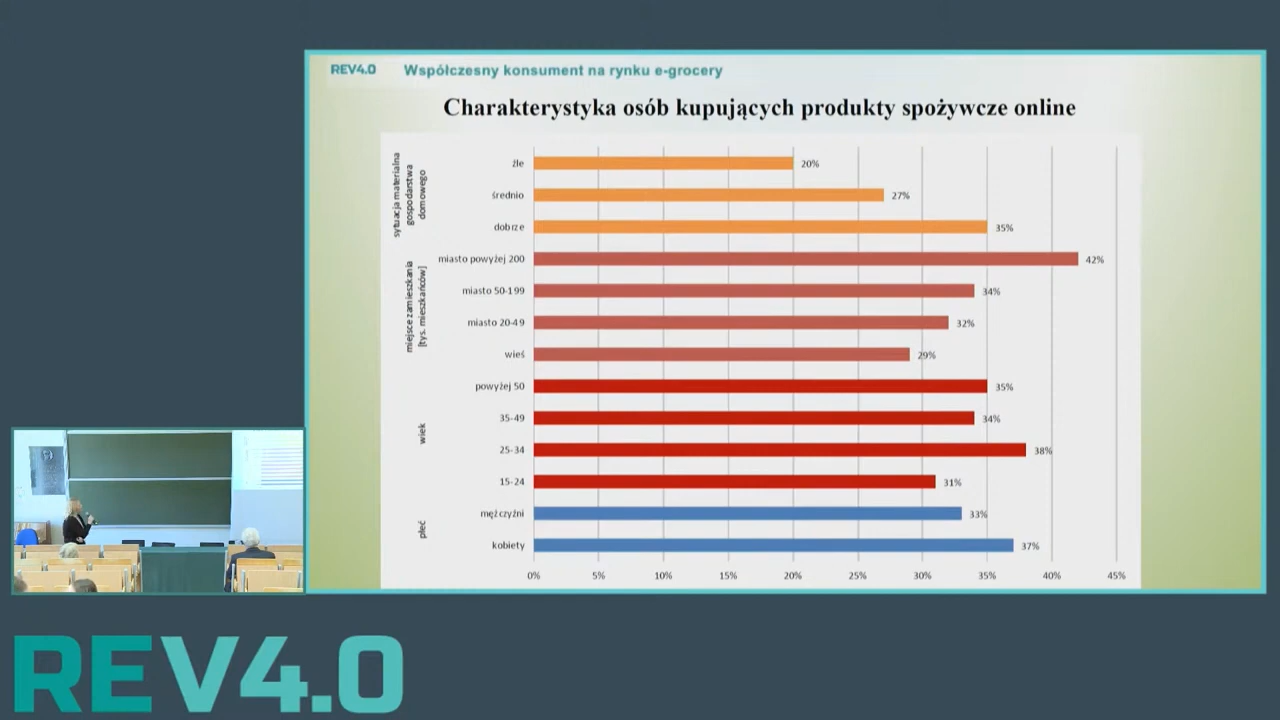 REV4.0 Współczesny konsument na rynku e-grocery
Charakterystyka osób kupujących produkty spożywcze online
sytuacja materialna
gospodarstwa
domowego
źle 20%
średnio 27%
dobrze 35%
miejsce zamieszkania
[tys. mieszkańców]
miasto powyżej 200 42%
miasto 50-199 34%
miasto 20-49 32%
wieś 29%
wiek
powyżej 50 35%
35-49 34%
25-34 38%
15-24 31%
płeć
mężczyźni 33%
kobiety 37%
0% 5% 10% 15% 20% 25% 30% 35% 40% 45%
REV4.0